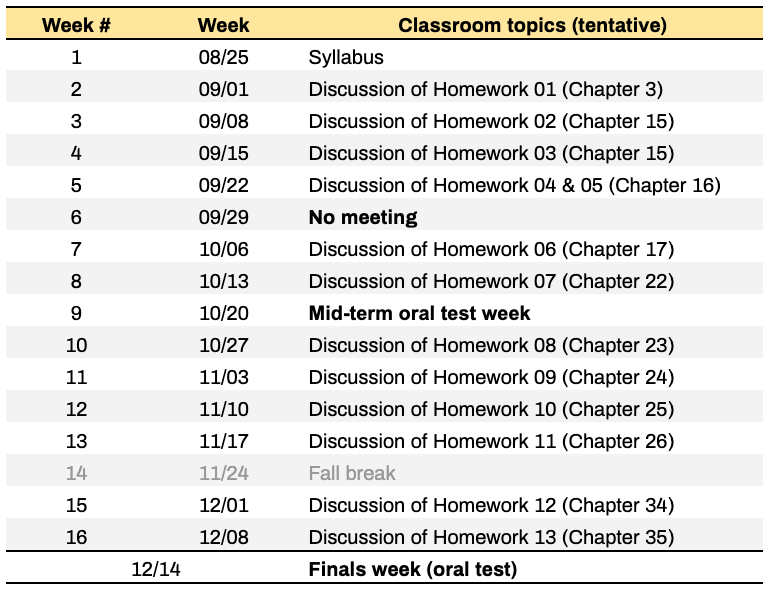 Week # Week Classroom topics (tentative)
1 08/25 Syllabus
2 09/01 Discussion of Homework 01 (Chapter 3)
3 09/08 Discussion of Homework 02 (Chapter 15)
4 09/15 Discussion of Homework 03 (Chapter 15)
5 09/22 Discussion of Homework 04 & 05 (Chapter 16)
6 09/29 No meeting
7 10/06 Discussion of Homework 06 (Chapter 17)
8 10/13 Discussion of Homework 07 (Chapter 22)
9 10/20 Mid-term oral test week
10 10/27 Discussion of Homework 08 (Chapter 23)
11 11/03 Discussion of Homework 09 (Chapter 24)
12 11/10 Discussion of Homework 10 (Chapter 25)
13 11/17 Discussion of Homework 11 (Chapter 26)
14 11/24 Fall break
15 12/01 Discussion of Homework 12 (Chapter 34)
16 12/08 Discussion of Homework 13 (Chapter 35)
12/14 Finals week (oral test)